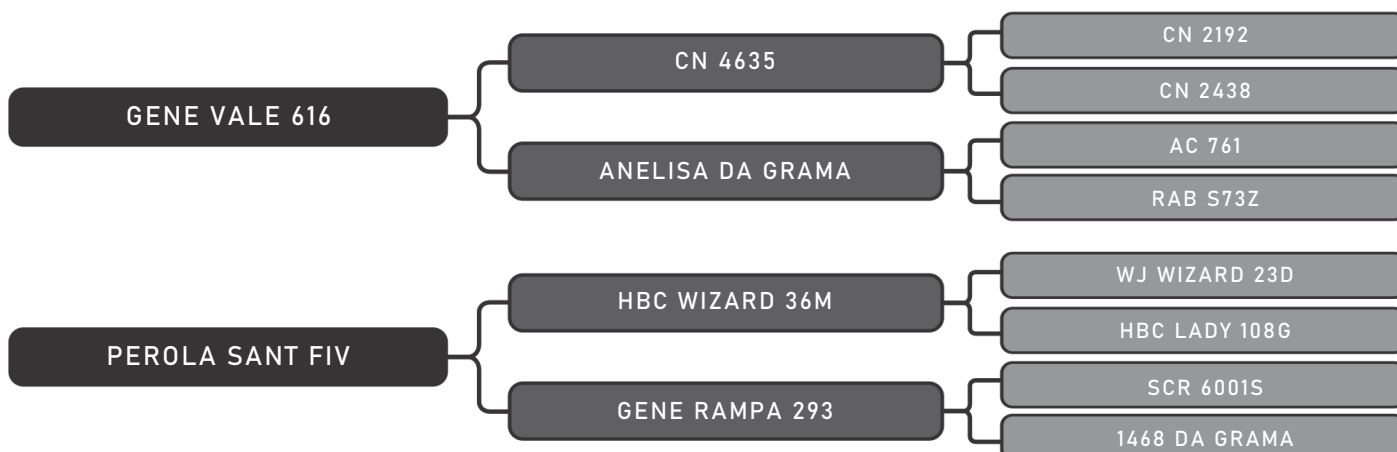 GENE VALE 616
CN 4635
CN 2192
CN 2438
ANELISA DA GRAMA
AC 761
RAB S73Z
PEROLA SANT FIV
HBC WIZARD 36M
WJ WIZARD 23D
HBC LADY 108G
GENE RAMPA 293
SCR 6001S
1468 DA GRAMA